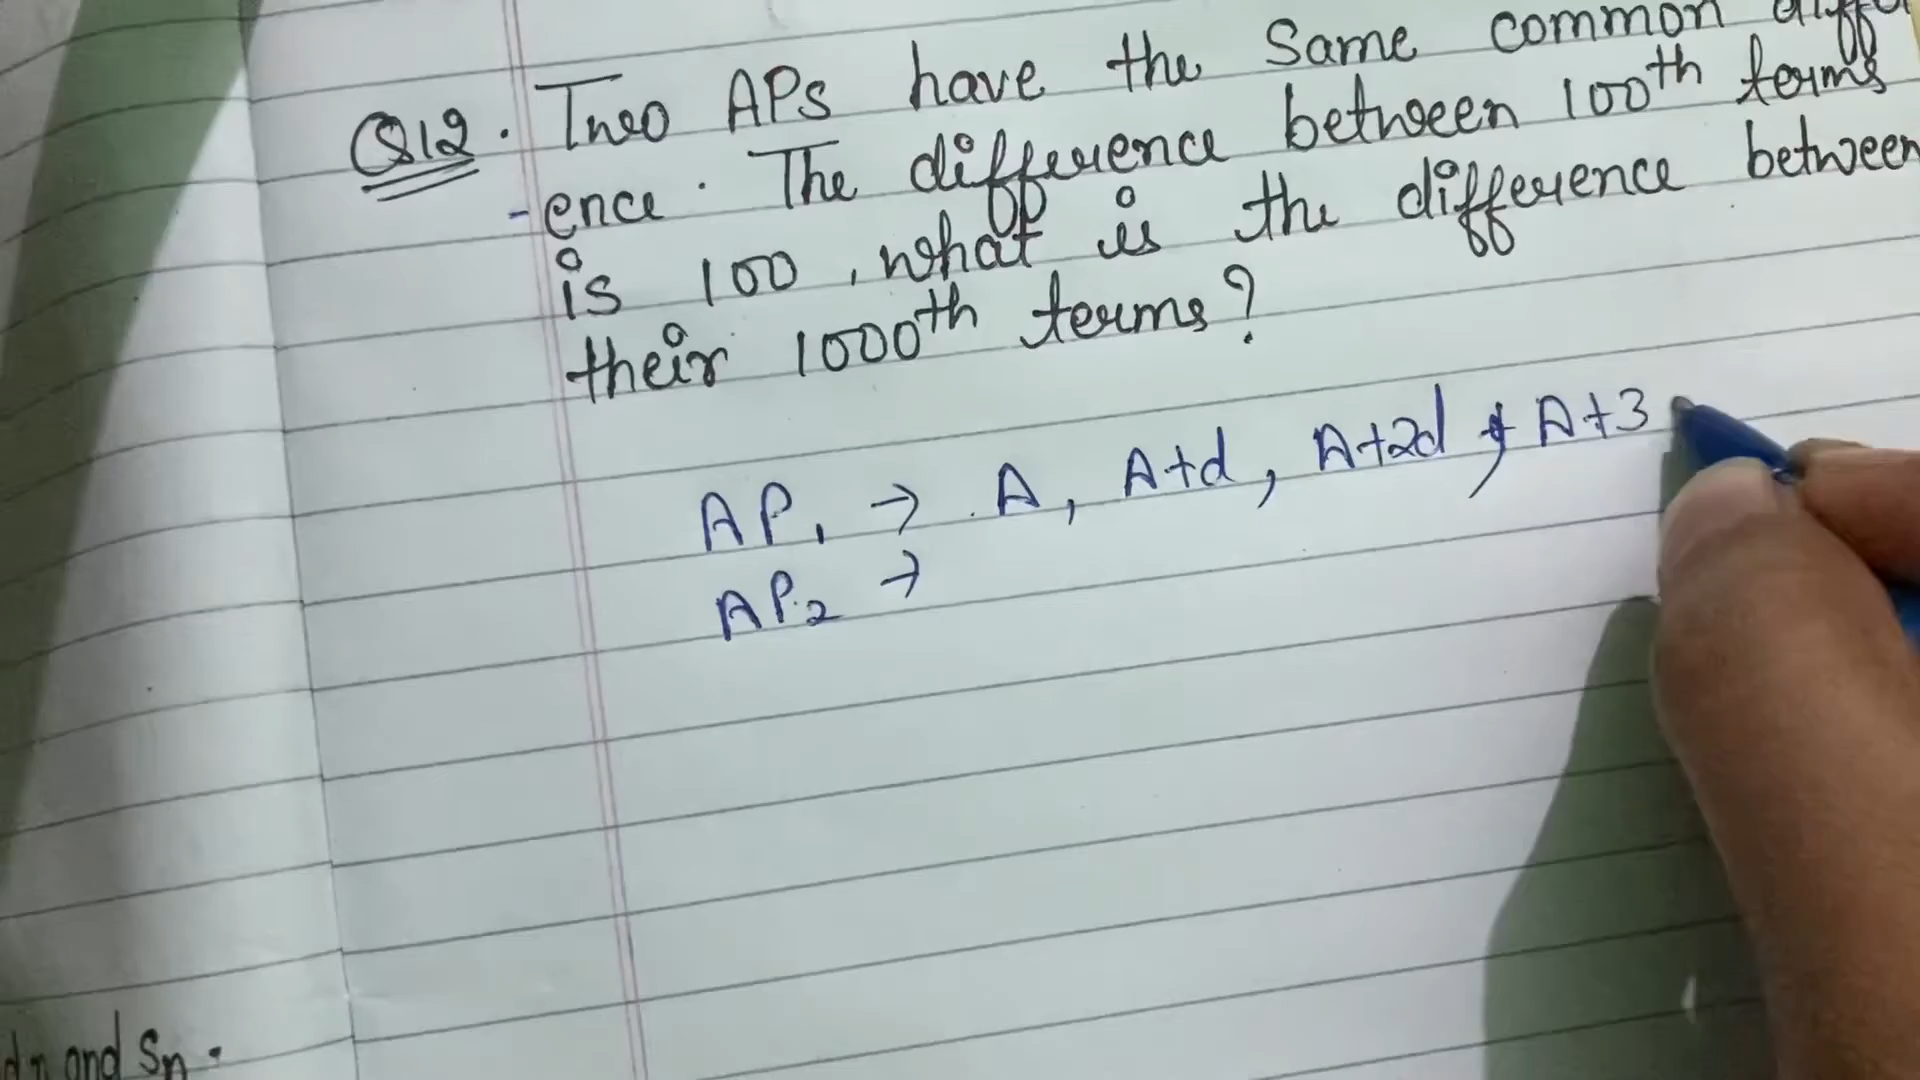 Q12. Two APs have the Same common differ
-ence. The difference between 100th terms
is 100, what is the difference between
their 1000th terms?
AP₁ → A, A+d, A+2d, A+3
AP₂ →
and Sn.